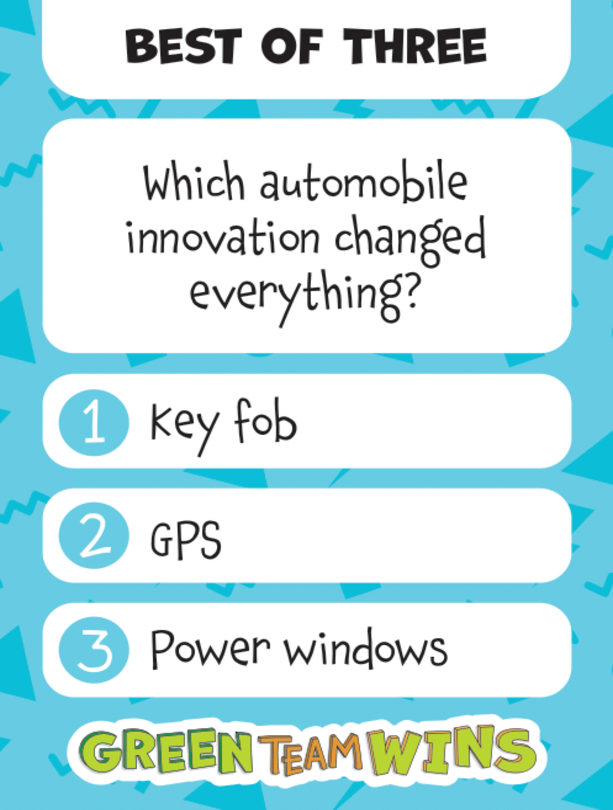 BEST OF THREE
Which automobile
innovation changed
everything?
1 Key fob
2 GPS
3 Power windows
GREEN TEAM WINS